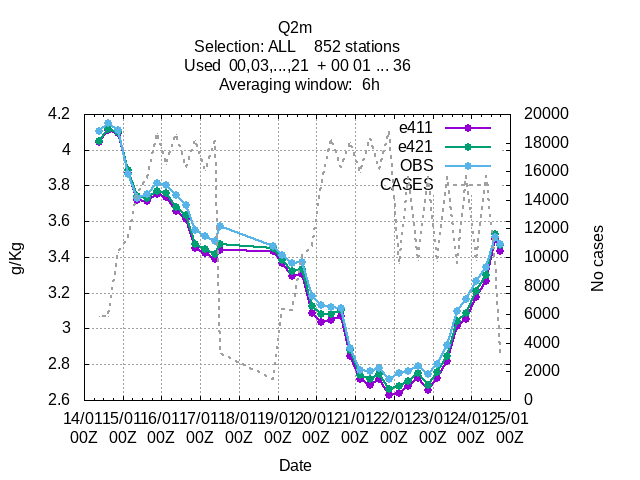 Q2m
Selection: ALL 852 stations
Used 00,03,...,21 + 00 01 ... 36
Averaging window: 6h
4.2
4
3.8
3.6
3.4
3.2
3
2.8
2.6
g/Kg
e411
e421
OBS
CASES
20000
18000
16000
14000
12000
10000
8000
6000
4000
2000
0
No cases
14/01 15/01 16/01 17/01 18/01 19/01 20/01 21/01 22/01 23/01 24/01 25/01
00Z 00Z 00Z 00Z 00Z 00Z 00Z 00Z 00Z 00Z 00Z 00Z
Date